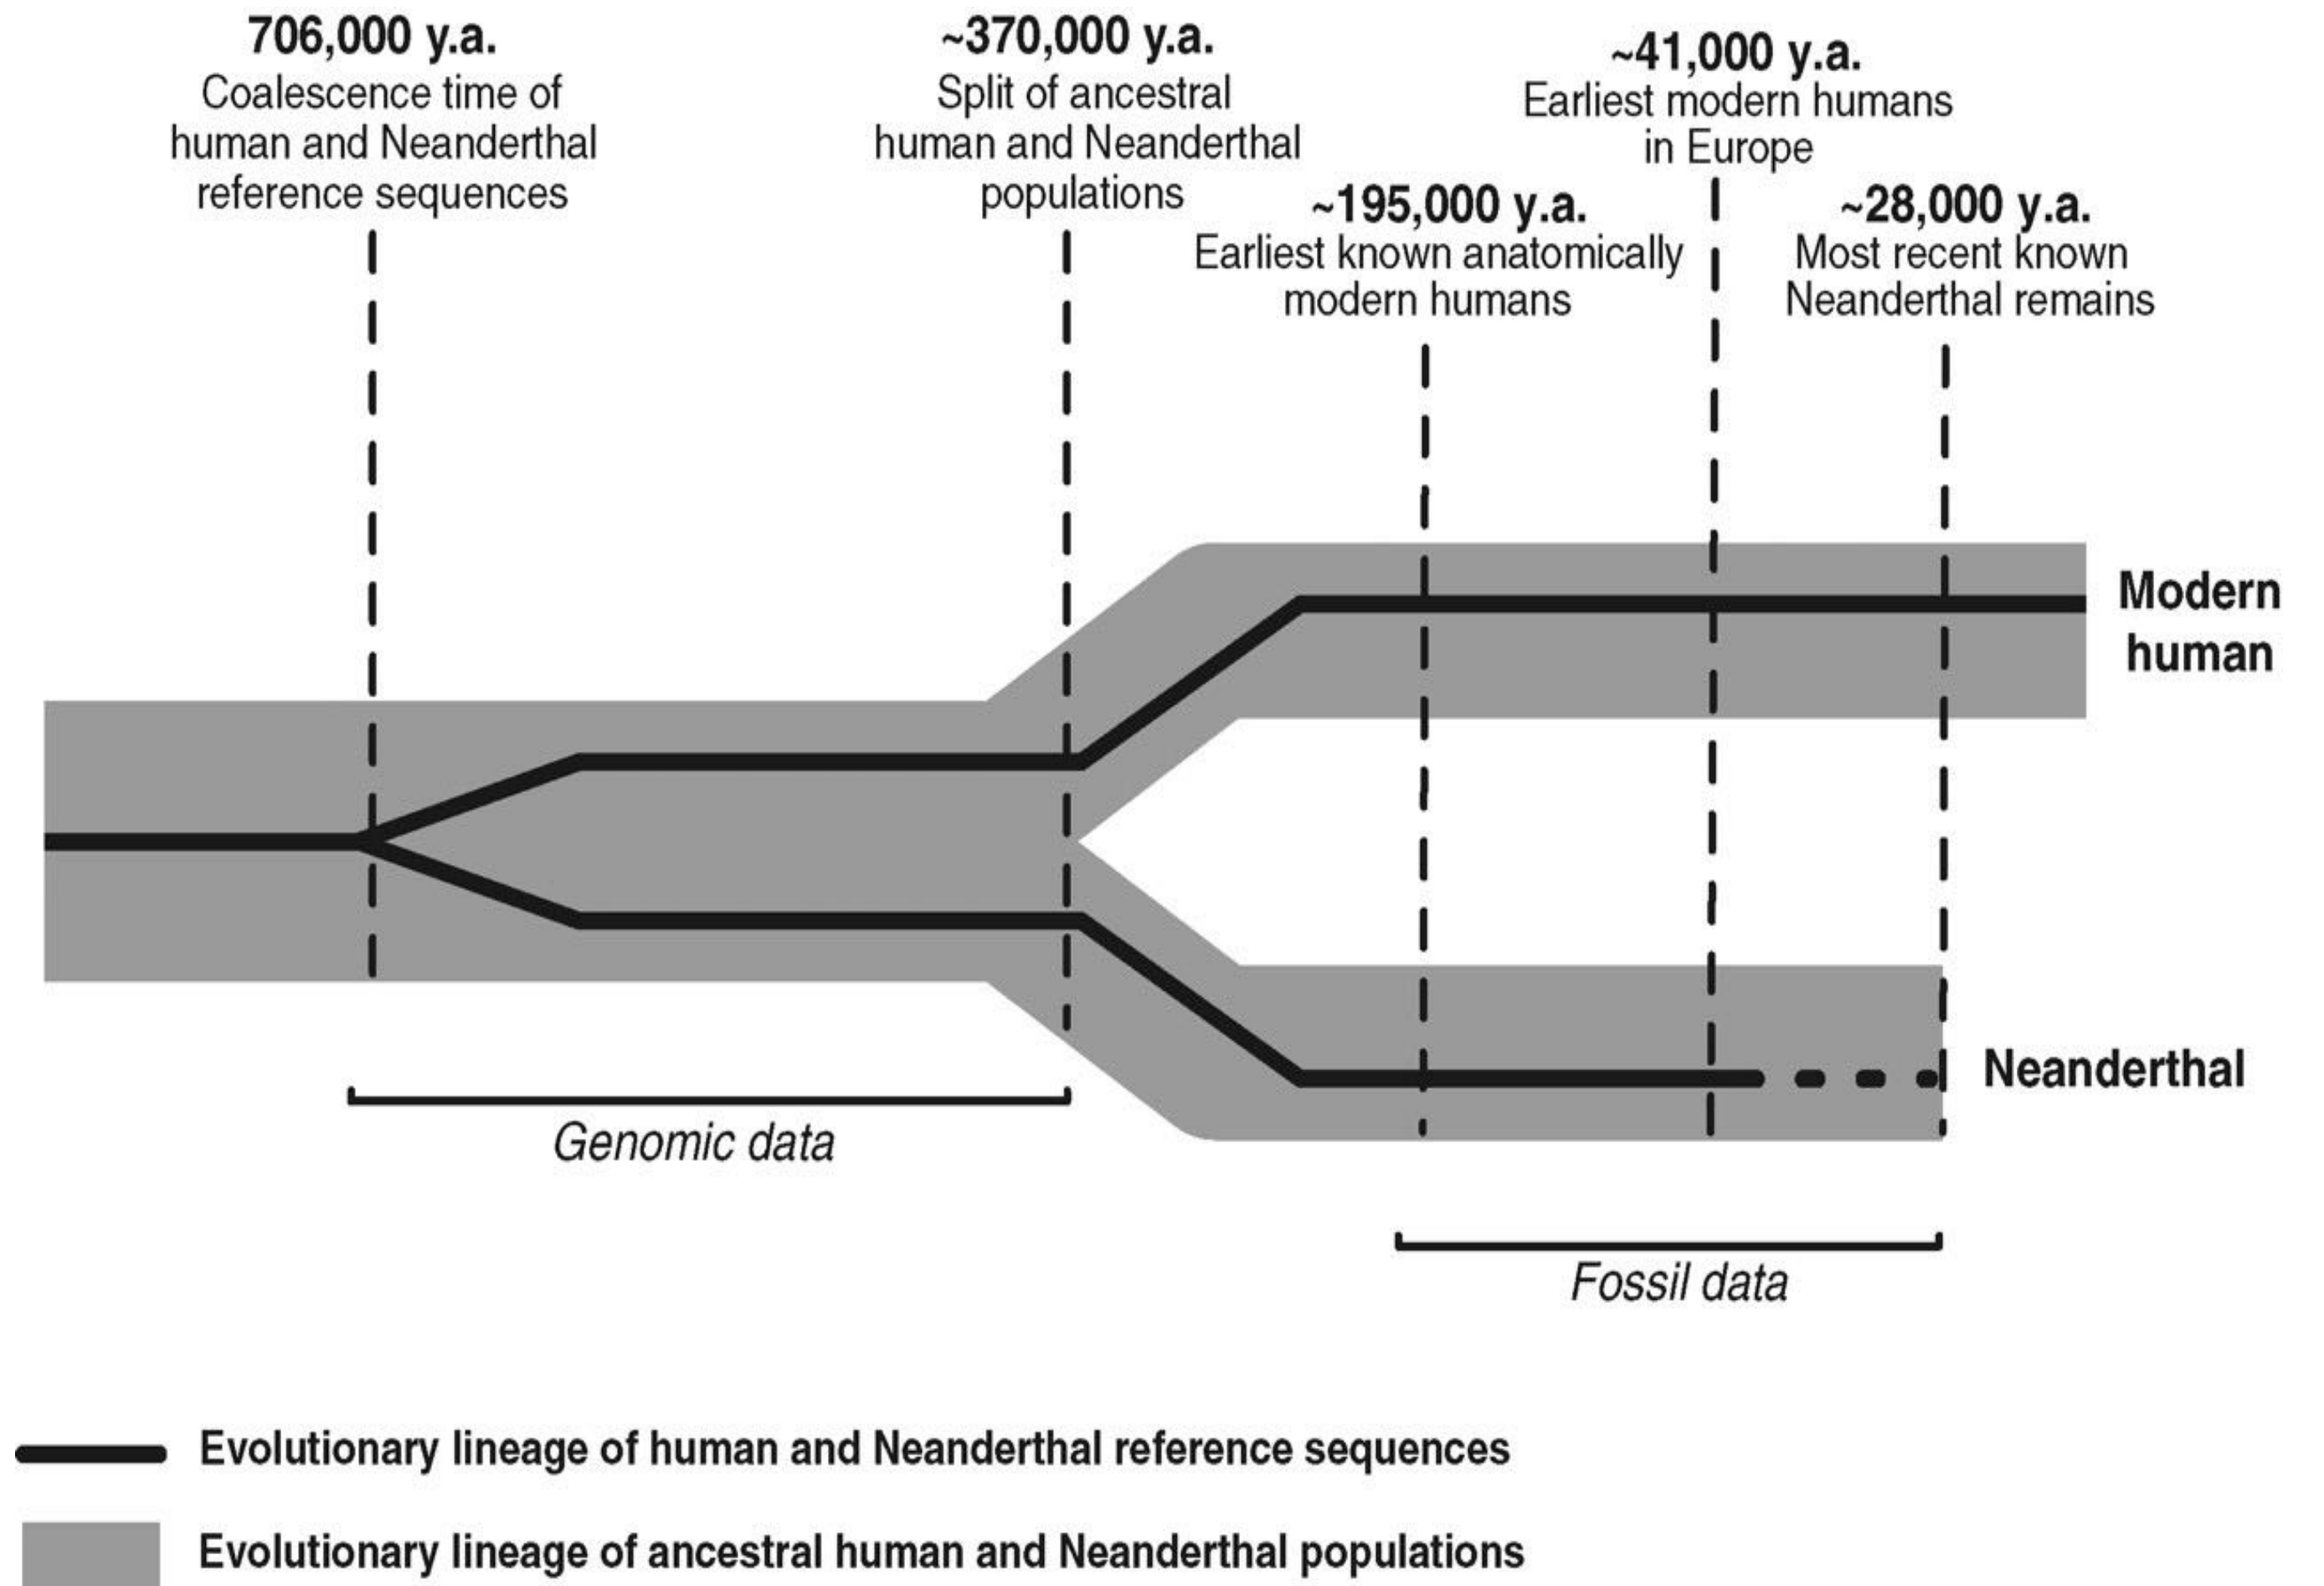 706,000 y.a.
Coalescence time of
human and Neanderthal
reference sequences
~370,000 y.a.
Split of ancestral
human and Neanderthal
populations
~41,000 y.a.
Earliest modern humans
in Europe
~195,000 y.a.
Earliest known anatomically
modern humans
~28,000 y.a.
Most recent known
Neanderthal remains
Modern
human
Neanderthal
Genomic data
Fossil data
Evolutionary lineage of human and Neanderthal reference sequences
Evolutionary lineage of ancestral human and Neanderthal populations